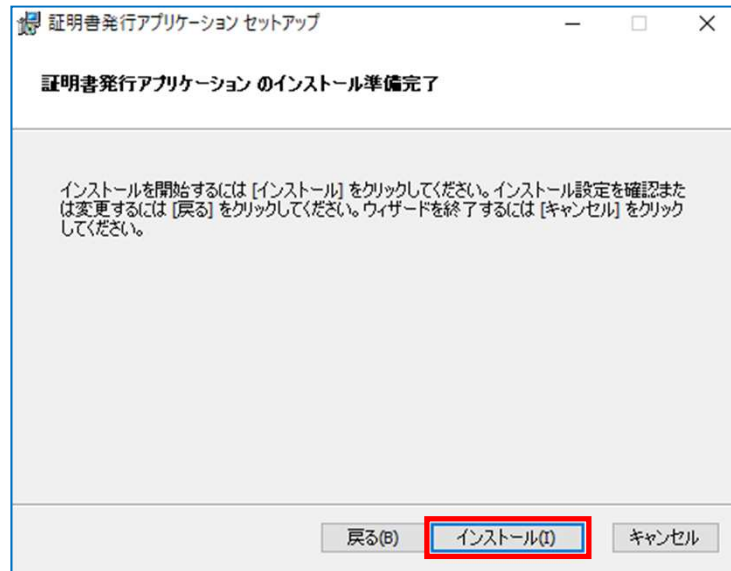 証明書発行アプリケーション セットアップ
証明書発行アプリケーション のインストール準備完了
インストールを開始するには [インストール] をクリックしてください。インストール設定を確認また
は変更するには [戻る] をクリックしてください。ウィザードを終了するには [キャンセル] をクリック
してください。
戻る(B) インストール(I) キャンセル